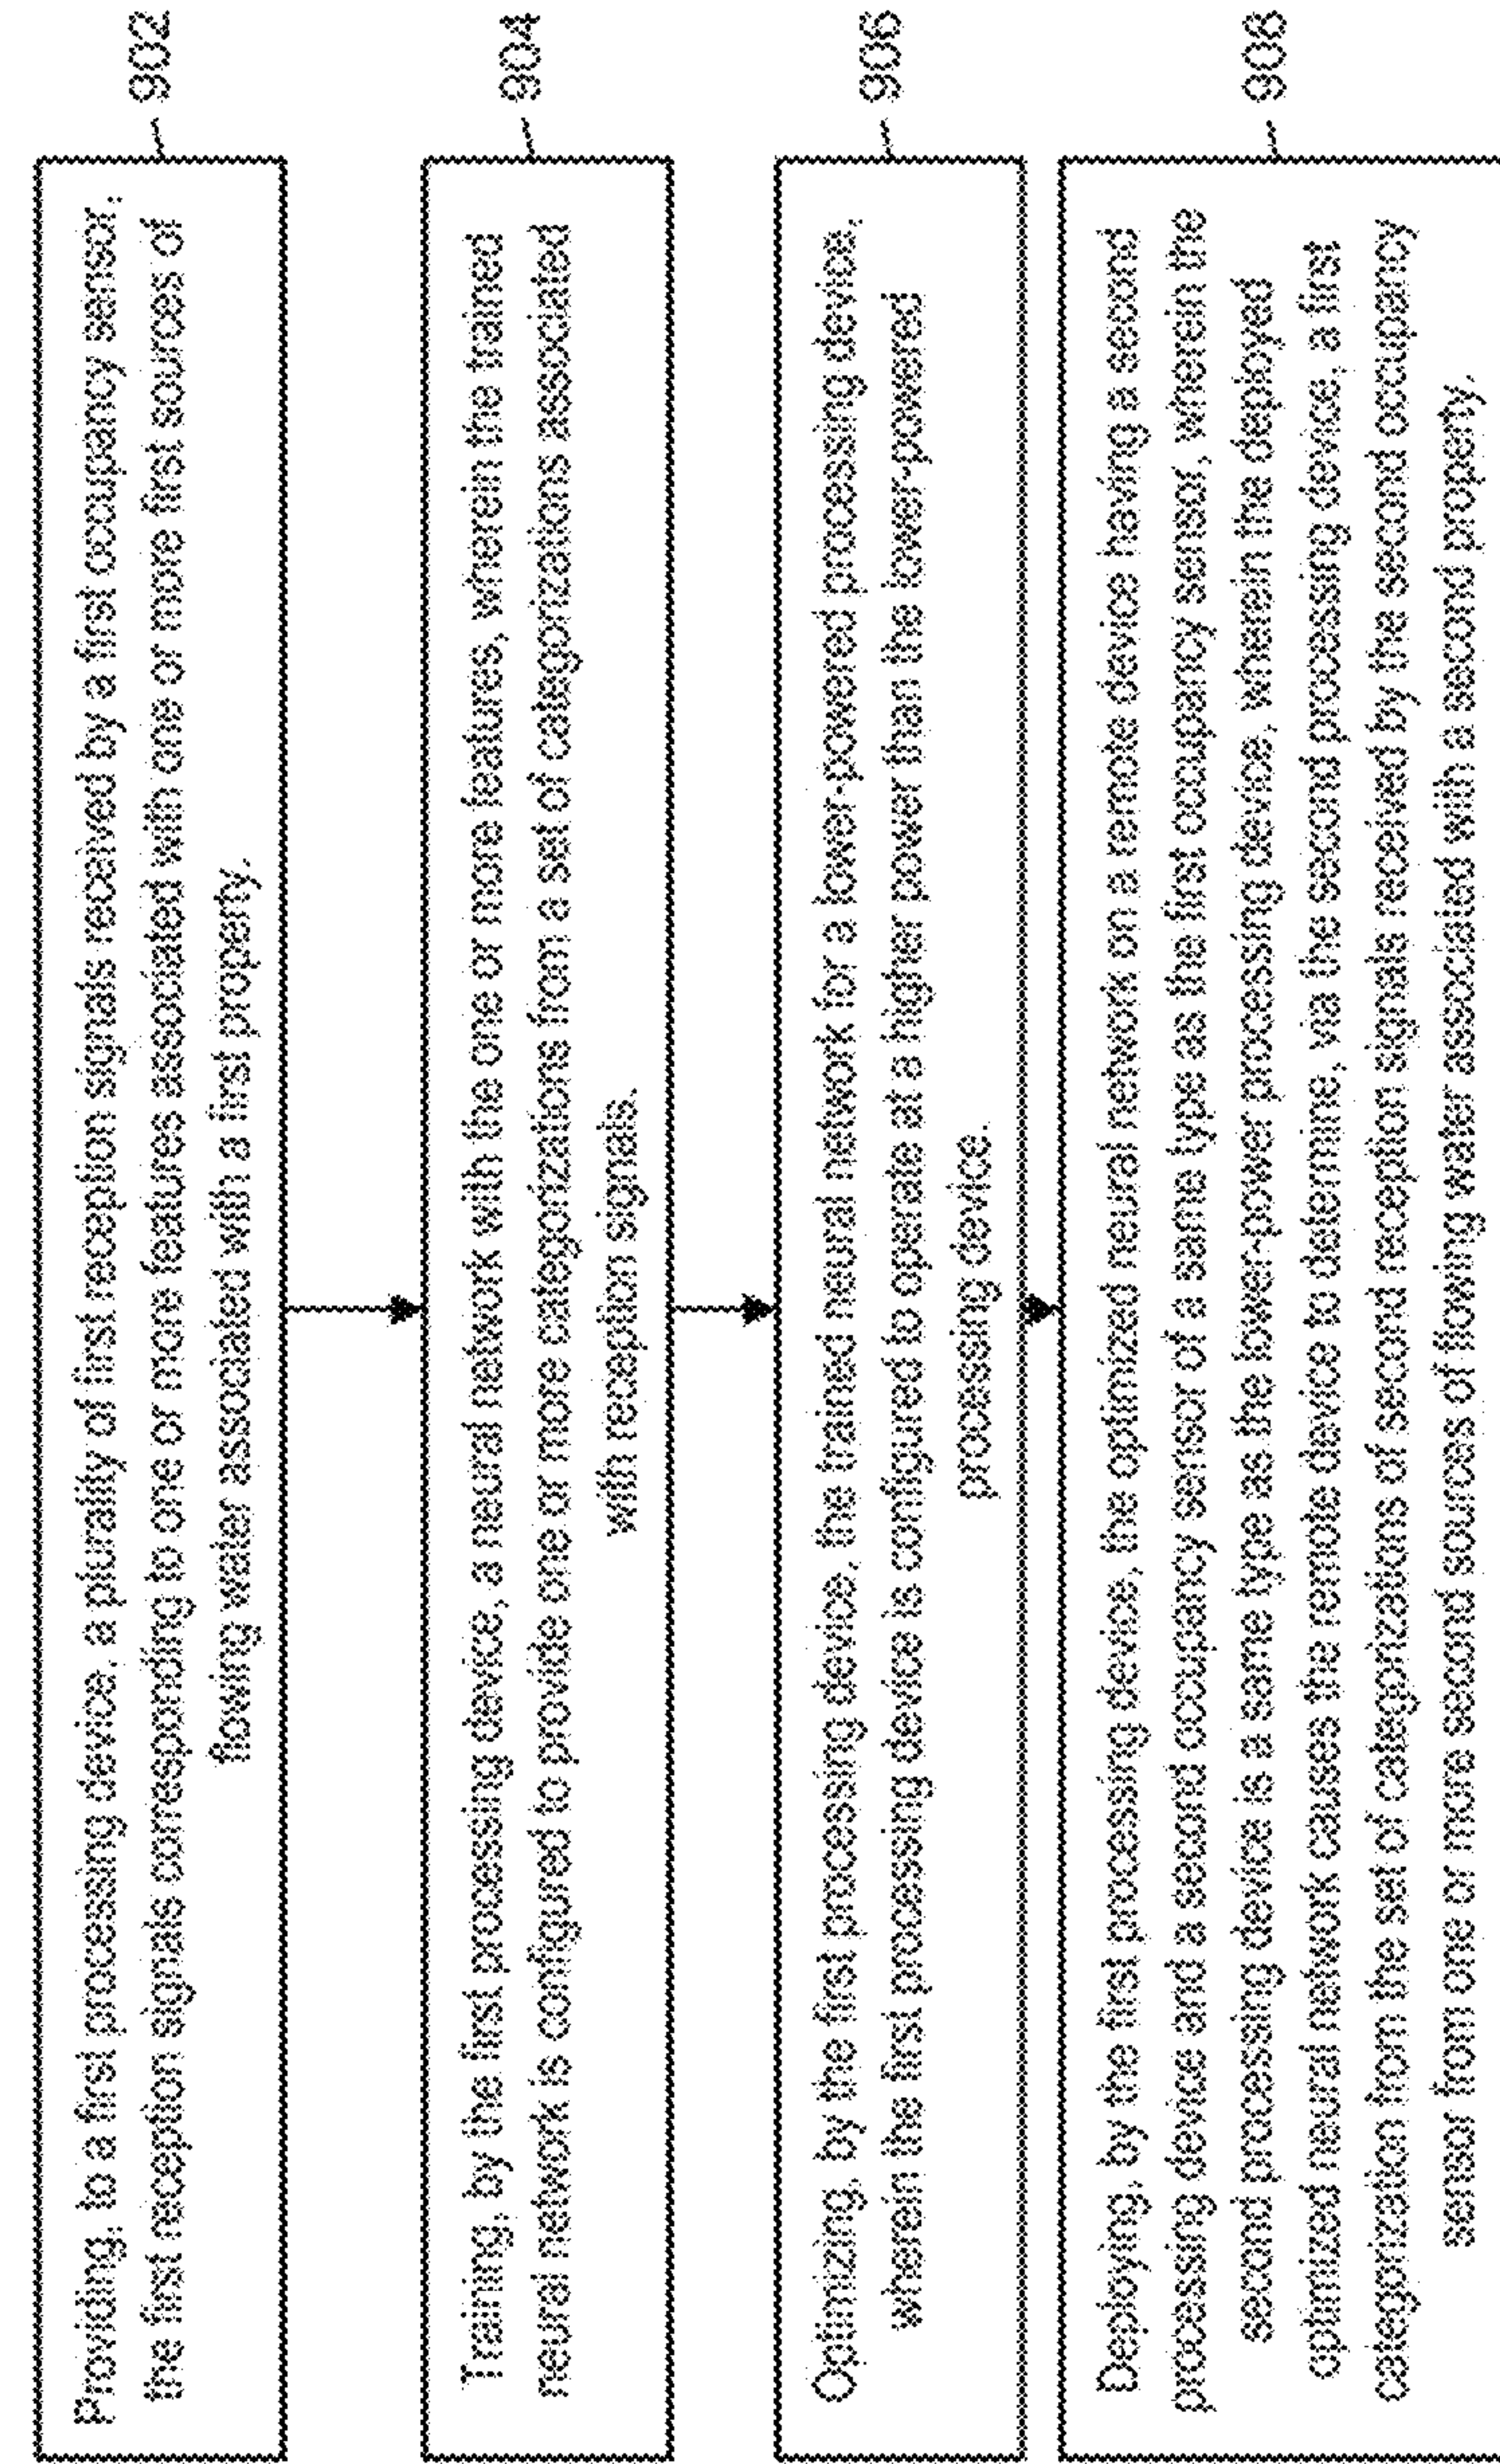 Providing, to a first processing device, a plurality of first reception signals received by a first occupancy sensor,
the first reception signals corresponding to one or more features associated with one or more first sources of
flowing water associated with a first property.
902
Training, by the first processing device, a neural network with the one or more features, wherein the trained
neural network is configured to provide one or more categorizations from a set of categorizations associated
with reception signals.
904
Optimizing, by the first processing device, the trained neural network for a lower-powered processing device,
wherein the first processing device is configured to operate at a higher power than the lower-powered
processing device.
906
Deploying, by the first processing device, the optimized neural network on a remote device having a second
processing device and a second occupancy sensor of a same type as the first occupancy sensor, wherein the
second processing device is a same type as the lower-power processing device, wherein the deployed
optimized neural network causes the remote device to determine, via the second processing device, a first
categorization from the set of categorizations of second reception signals received by the second occupancy
sensor from one or more second sources of flowing water associated with a second property.
908